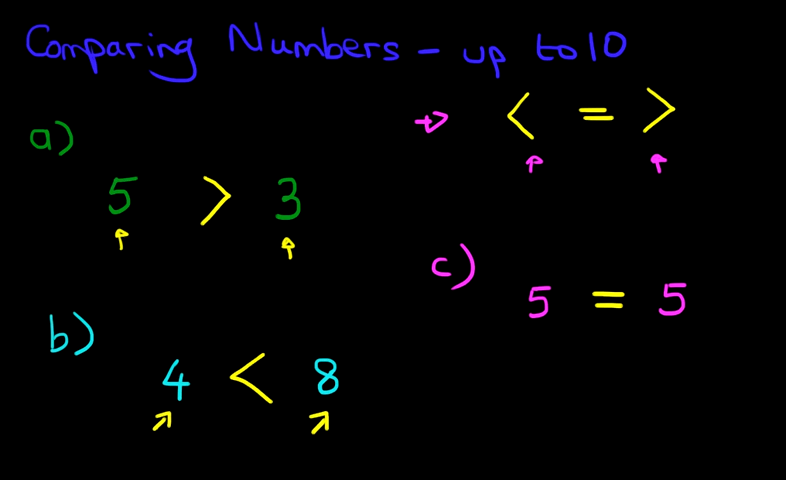 Comparing Numbers - up to 10
→ < = >
a)
5 > 3
b)
4 < 8
c)
5 = 5